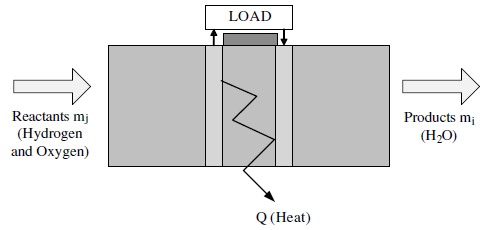 LOAD
Reactants mj
(Hydrogen
and Oxygen)
Products mi
(H₂O)
Q (Heat)